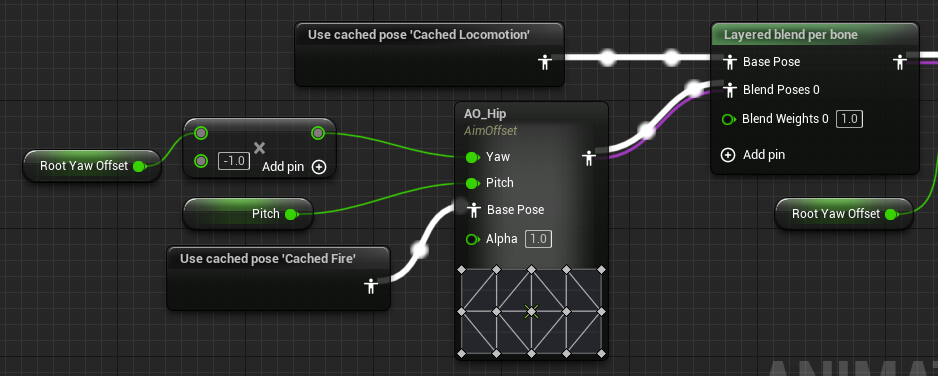 Use cached pose 'Cached Locomotion'
Layered blend per bone
Base Pose
Blend Poses 0
Blend Weights 0 1.0
Add pin
AO_Hip
AimOffset
Yaw
Pitch
Base Pose
Alpha 1.0
-1.0 Add pin
Root Yaw Offset
Pitch
Use cached pose 'Cached Fire'
Root Yaw Offset